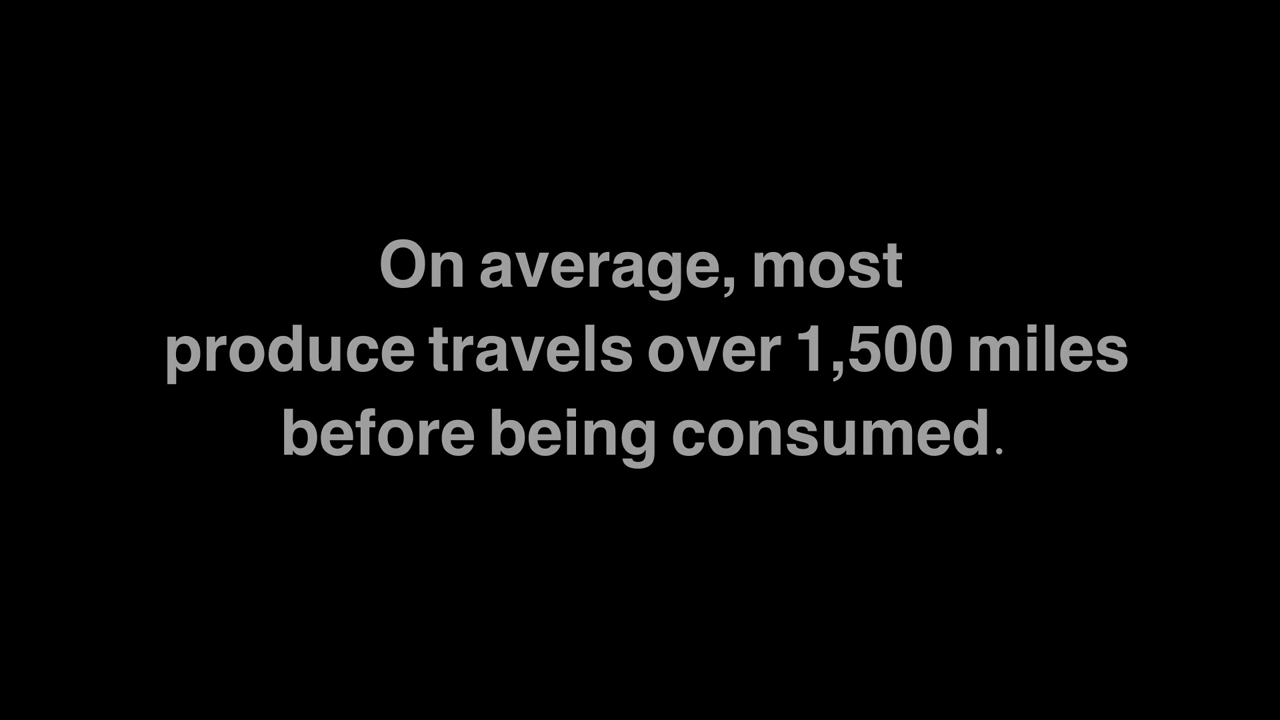 On average, most
produce travels over 1,500 miles
before being consumed.